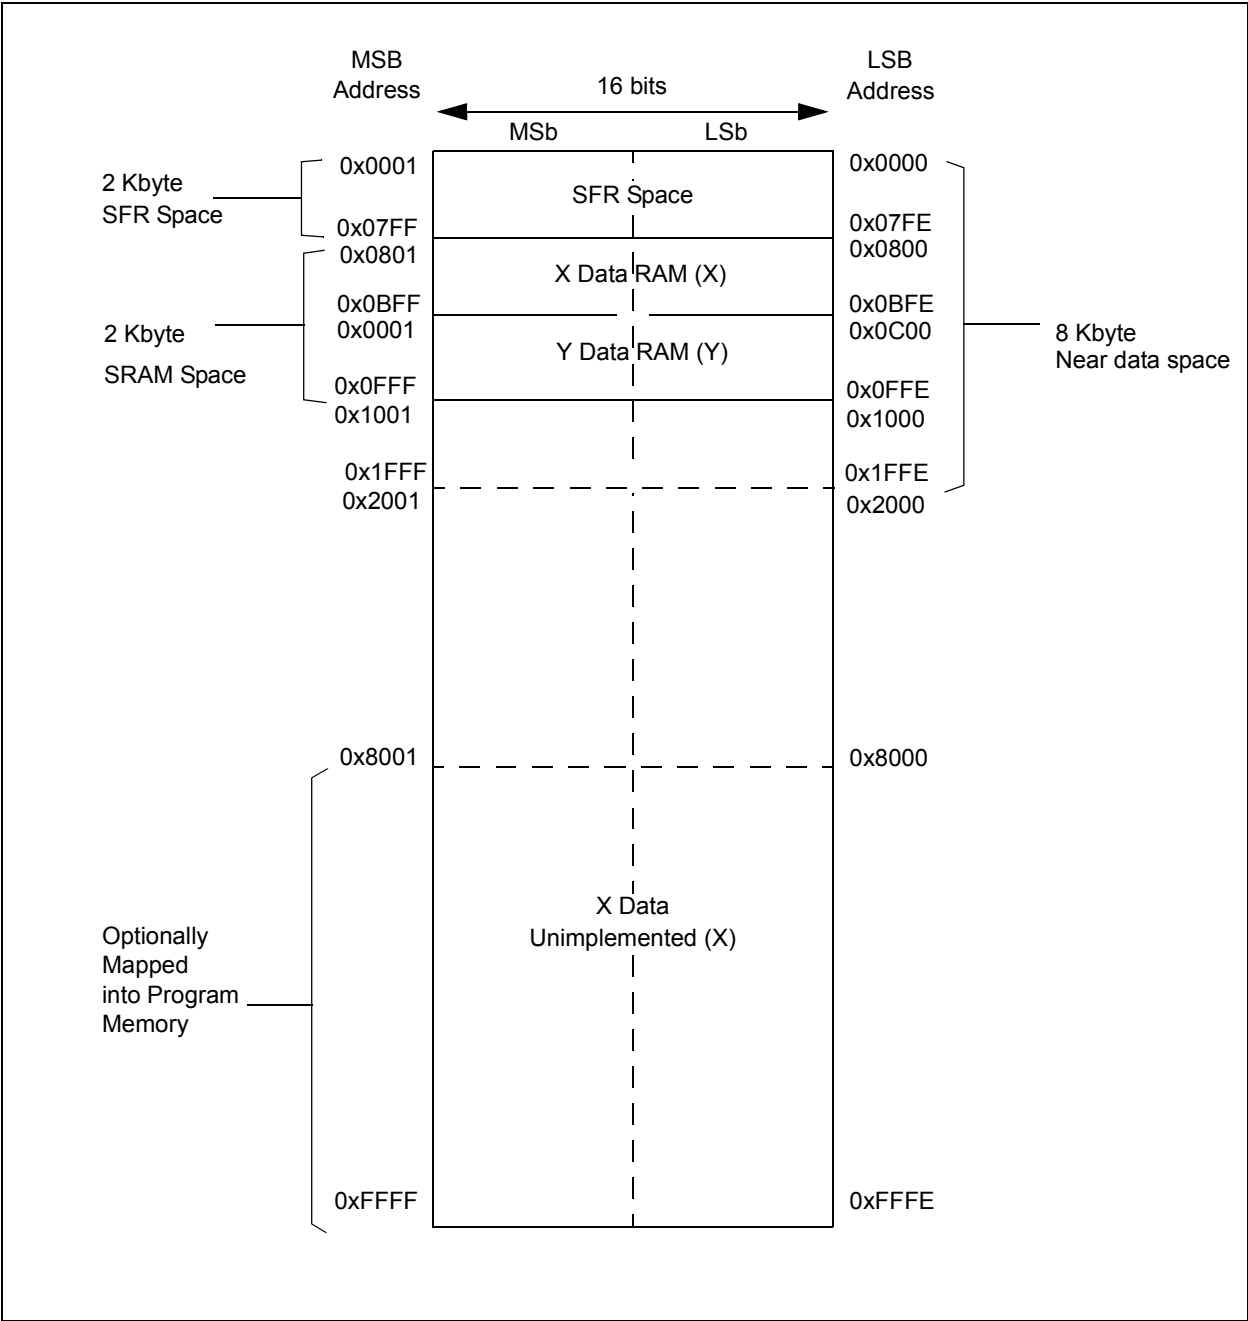 MSB
Address
16 bits
LSB
Address
MSb
LSb
2 Kbyte
SFR Space
0x0001
SFR Space
0x0000
0x07FF
0x07FE
0x0801
0x0800
X Data RAM (X)
0x0BFF
0x0BFE
2 Kbyte
SRAM Space
0x0001
0x0C00
8 Kbyte
Near data space
Y Data RAM (Y)
0x0FFF
0x0FFE
0x1001
0x1000
0x1FFF
0x1FFE
0x2001
0x2000
0x8001
0x8000
X Data
Unimplemented (X)
Optionally
Mapped
into Program
Memory
0xFFFF
0xFFFE